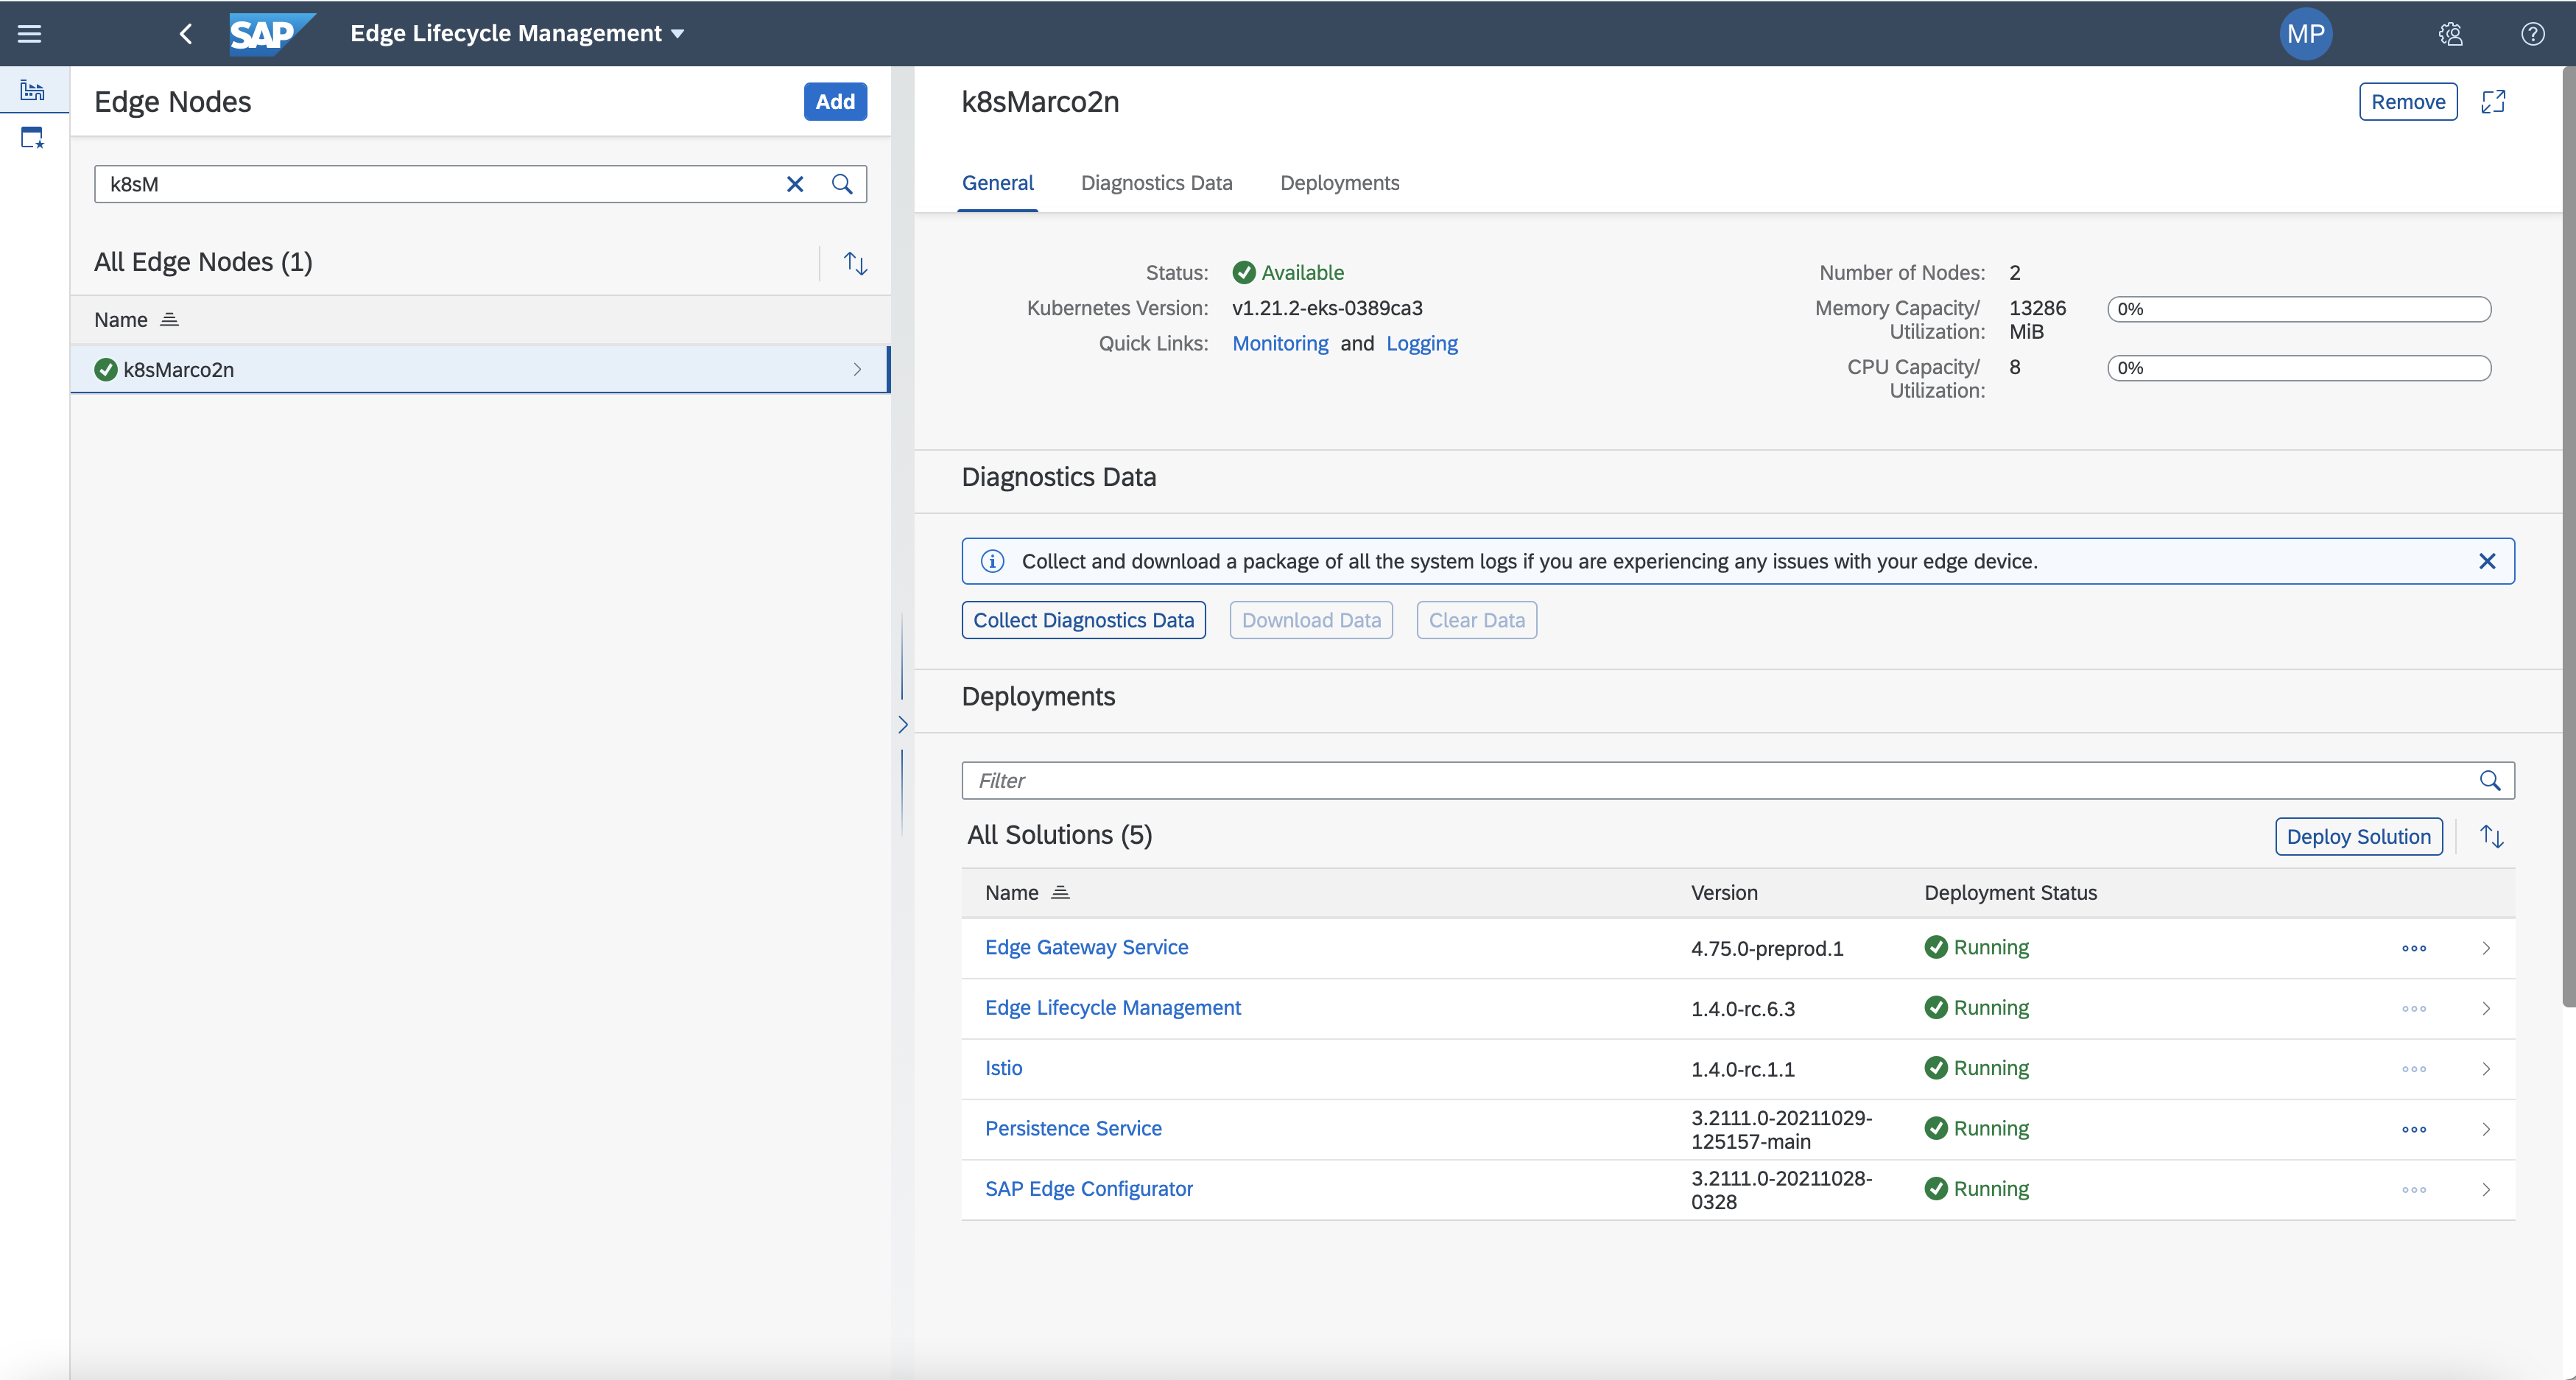 SAP
Edge Lifecycle Management
MP
Edge Nodes
Add
k8sM
All Edge Nodes (1)
Name
k8sMarco2n
k8sMarco2n
Remove
General
Diagnostics Data
Deployments
Status: Available
Kubernetes Version: v1.21.2-eks-0389ca3
Quick Links: Monitoring and Logging
Number of Nodes: 2
Memory Capacity/ 13286 0%
Utilization: MiB
CPU Capacity/ 8 0%
Utilization:
Diagnostics Data
Collect and download a package of all the system logs if you are experiencing any issues with your edge device.
Collect Diagnostics Data
Download Data
Clear Data
Deployments
Filter
All Solutions (5)
Deploy Solution
Name Version Deployment Status
Edge Gateway Service 4.75.0-preprod.1 Running
Edge Lifecycle Management 1.4.0-rc.6.3 Running
Istio 1.4.0-rc.1.1 Running
Persistence Service 3.2111.0-20211029- Running
125157-main
SAP Edge Configurator 3.2111.0-20211028- Running
0328